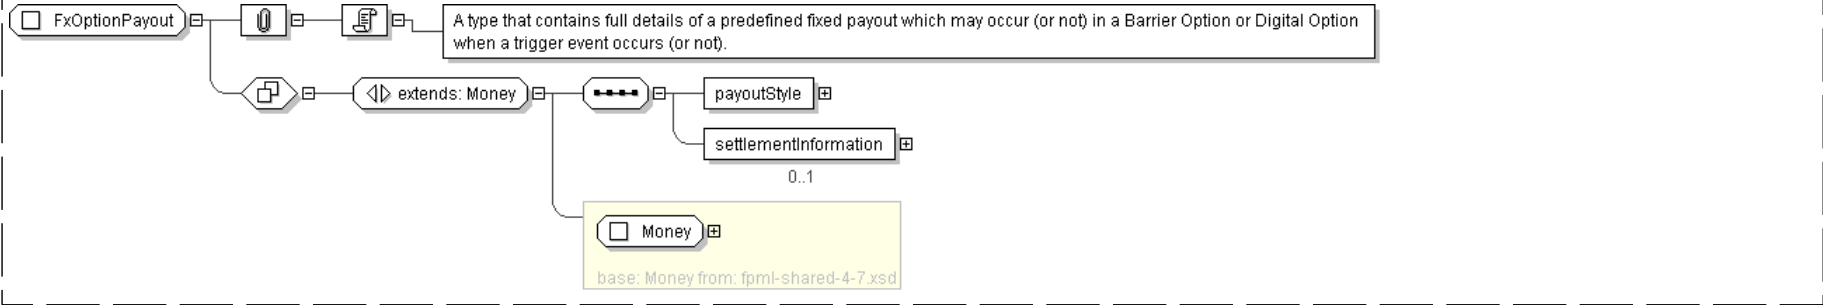 FxOptionPayout
A type that contains full details of a predefined fixed payout which may occur (or not) in a Barrier Option or Digital Option
when a trigger event occurs (or not).
extends: Money
payoutStyle
settlementInformation
0..1
Money
base: Money from: fpml-shared-4-7.xsd